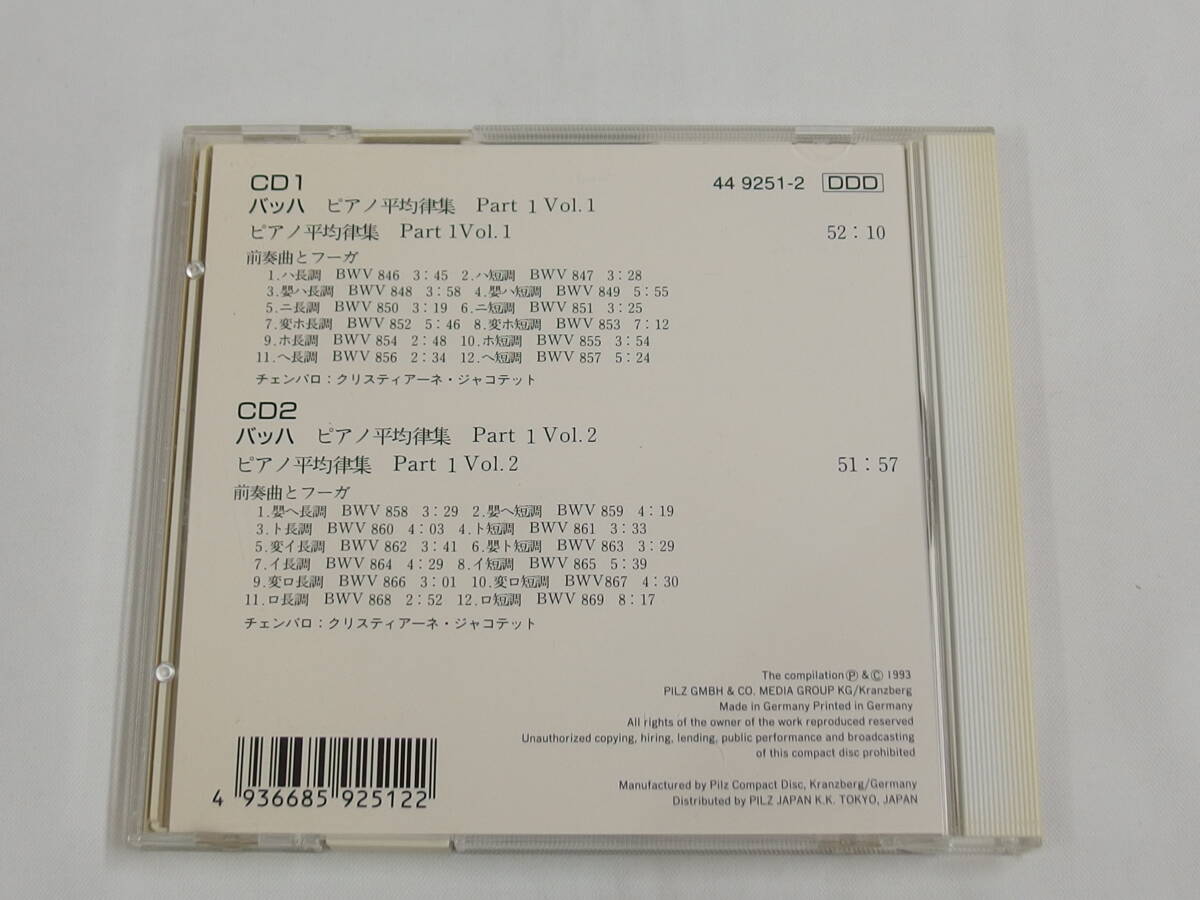 CD1 44 9251-2 DDD
バッハ ピアノ平均律集 Part 1 Vol.1
ピアノ平均律集 Part 1 Vol.1 52:10
前奏曲とフーガ
1.ハ長調 BWV 846 3:45 2.ハ短調 BWV 847 3:28
3.嬰ハ長調 BWV 848 3:58 4.嬰ハ短調 BWV 849 5:55
5.ニ長調 BWV 850 3:19 6.ニ短調 BWV 851 3:25
7.変ホ長調 BWV 852 5:46 8.変ホ短調 BWV 853 7:12
9.ホ長調 BWV 854 2:48 10.ホ短調 BWV 855 3:54
11.ヘ長調 BWV 856 2:34 12.ヘ短調 BWV 857 5:24
チェンバロ:クリスティアーネ・ジャコテット
CD2
バッハ ピアノ平均律集 Part 1 Vol.2
ピアノ平均律集 Part 1 Vol.2 51:57
前奏曲とフーガ
1.嬰ヘ長調 BWV 858 3:29 2.嬰ヘ短調 BWV 859 4:19
3.ト長調 BWV 860 4:03 4.ト短調 BWV 861 3:33
5.変イ長調 BWV 862 3:41 6.嬰ト短調 BWV 863 3:29
7.イ長調 BWV 864 4:29 8.イ短調 BWV 865 5:39
9.変ロ長調 BWV 866 3:01 10.変ロ短調 BWV867 4:30
11.ロ長調 BWV 868 2:52 12.ロ短調 BWV 869 8:17
チェンバロ:クリスティアーネ・ジャコテット
The compilation Ⓟ & Ⓒ 1993
PILZ GMBH & CO. MEDIA GROUP KG/Kranzberg
Made in Germany Printed in Germany
All rights of the owner of the work reproduced reserved
Unauthorized copying, hiring, lending, public performance and broadcasting
of this compact disc prohibited
Manufactured by Pilz Compact Disc, Kranzberg/Germany
Distributed by PILZ JAPAN K.K. TOKYO, JAPAN
4 936685 925122